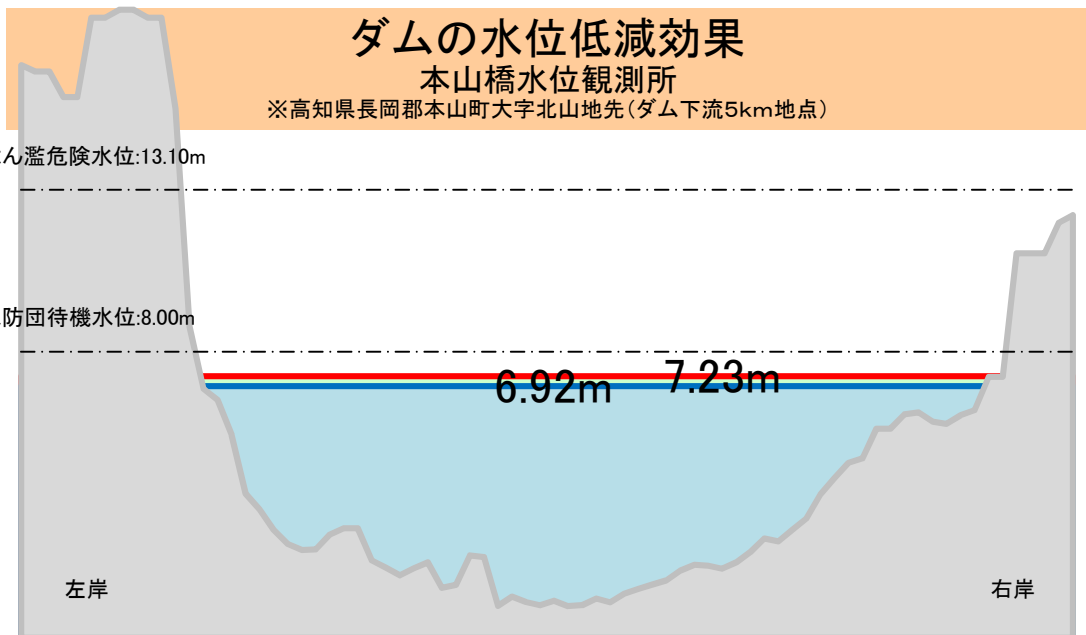 ダムの水位低減効果
本山橋水位観測所
※高知県長岡郡本山町大字北山地先(ダム下流5km地点)
ん濫危険水位:13.10m
防団待機水位:8.00m
7.23m
6.92m
左岸
右岸